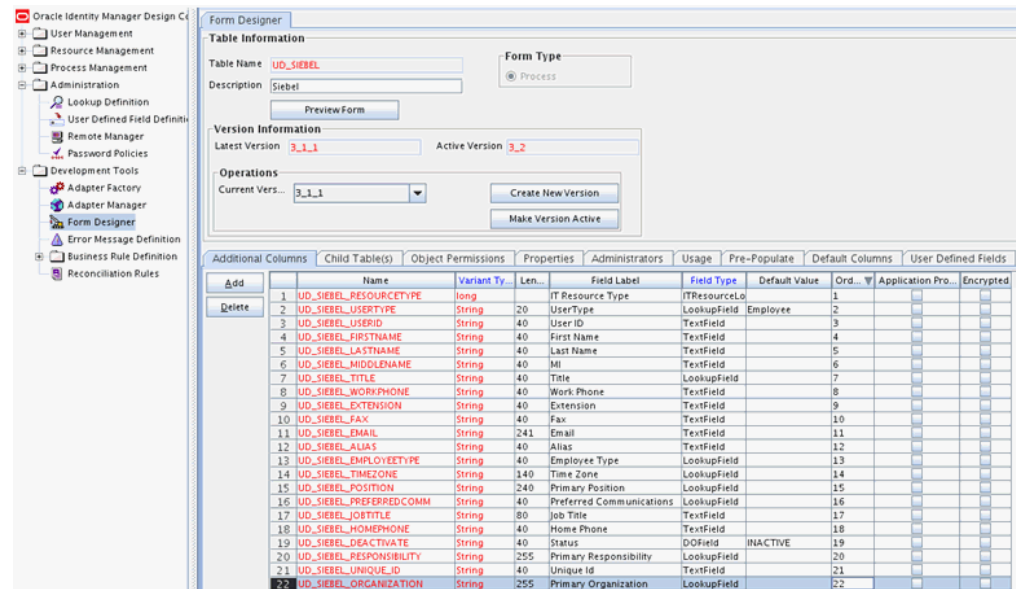 Oracle Identity Manager Design Co
User Management
Resource Management
Process Management
Administration
Lookup Definition
User Defined Field Definiti
Remote Manager
Password Policies
Development Tools
Adapter Factory
Adapter Manager
Form Designer
Error Message Definition
Business Rule Definition
Reconciliation Rules
Form Designer
Table Information
Table Name UD_SIEBEL
Form Type
Process
Description Siebel
Preview Form
Version Information
Latest Version 3_1_1 Active Version 3_2
Operations
Current Vers... 3_1_1 Create New Version
Make Version Active
Additional Columns Child Table(s) Object Permissions Properties Administrators Usage Pre-Populate Default Columns User Defined Fields
Add
Delete
Name Variant Ty... Len... Field Label Field Type Default Value Ord... Application Pro... Encrypted
1 UD_SIEBEL_RESOURCETYPE long IT Resource Type ITResourceLo 1
2 UD_SIEBEL_USERTYPE String 20 UserType LookupField Employee 2
3 UD_SIEBEL_USERID String 40 User ID TextField 3
4 UD_SIEBEL_FIRSTNAME String 40 First Name TextField 4
5 UD_SIEBEL_LASTNAME String 40 Last Name TextField 5
6 UD_SIEBEL_MIDDLENAME String 40 MI TextField 6
7 UD_SIEBEL_TITLE String 40 Title LookupField 7
8 UD_SIEBEL_WORKPHONE String 40 Work Phone TextField 8
9 UD_SIEBEL_EXTENSION String 40 Extension TextField 9
10 UD_SIEBEL_FAX String 40 Fax TextField 10
11 UD_SIEBEL_EMAIL String 241 Email TextField 11
12 UD_SIEBEL_ALIAS String 40 Alias TextField 12
13 UD_SIEBEL_EMPLOYEETYPE String 40 Employee Type LookupField 13
14 UD_SIEBEL_TIMEZONE String 140 Time Zone LookupField 14
15 UD_SIEBEL_POSITION String 240 Primary Position LookupField 15
16 UD_SIEBEL_PREFERREDCOMM String 40 Preferred Communications LookupField 16
17 UD_SIEBEL_JOBTITLE String 80 Job Title TextField 17
18 UD_SIEBEL_HOMEPHONE String 40 Home Phone TextField 18
19 UD_SIEBEL_DEACTIVATE String 40 Status DOField INACTIVE 19
20 UD_SIEBEL_RESPONSIBILITY String 255 Primary Responsibility LookupField 20
21 UD_SIEBEL_UNIQUE_ID String 40 Unique Id TextField 21
22 UD_SIEBEL_ORGANIZATION String 255 Primary Organization LookupField 22